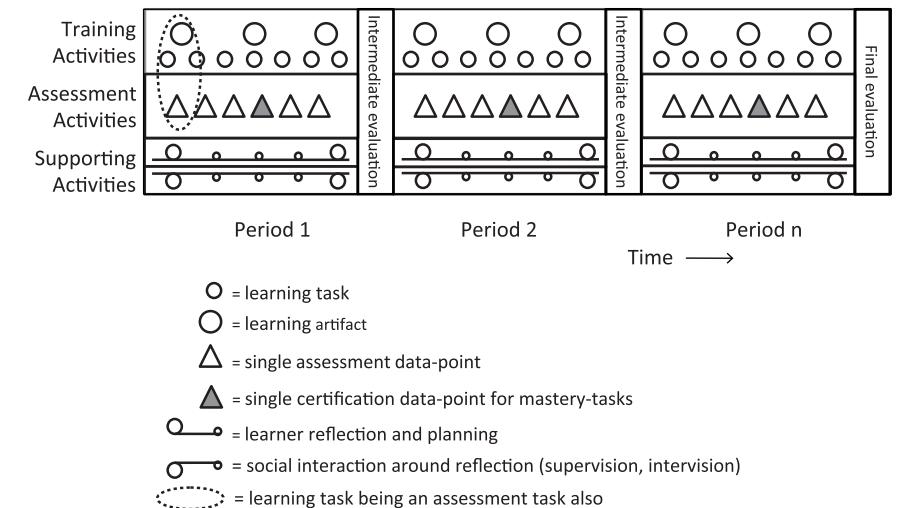 Training
Activities
Assessment
Activities
Supporting
Activities
Intermediate evaluation
Intermediate evaluation
Final evaluation
Period 1
Period 2
Period n
Time
= learning task
= learning artifact
= single assessment data-point
= single certification data-point for mastery-tasks
= learner reflection and planning
= social interaction around reflection (supervision, intervision)
= learning task being an assessment task also